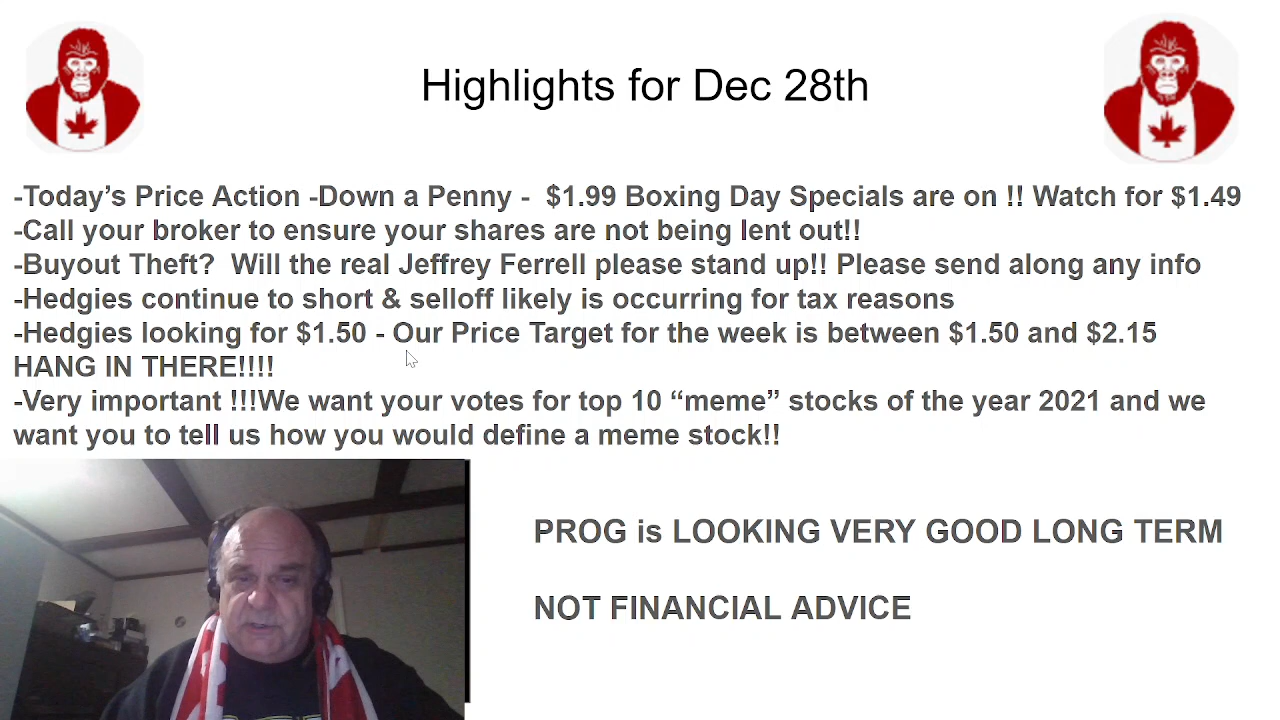 Highlights for Dec 28th
-Today’s Price Action -Down a Penny -  $1.99 Boxing Day Specials are on !! Watch for $1.49
-Call your broker to ensure your shares are not being lent out!!
-Buyout Theft?  Will the real Jeffrey Ferrell please stand up!! Please send along any info
-Hedgies continue to short & selloff likely is occurring for tax reasons
-Hedgies looking for $1.50 - Our Price Target for the week is between $1.50 and $2.15
HANG IN THERE!!!!
-Very important !!!We want your votes for top 10 “meme” stocks of the year 2021 and we
want you to tell us how you would define a meme stock!!
PROG is LOOKING VERY GOOD LONG TERM
NOT FINANCIAL ADVICE